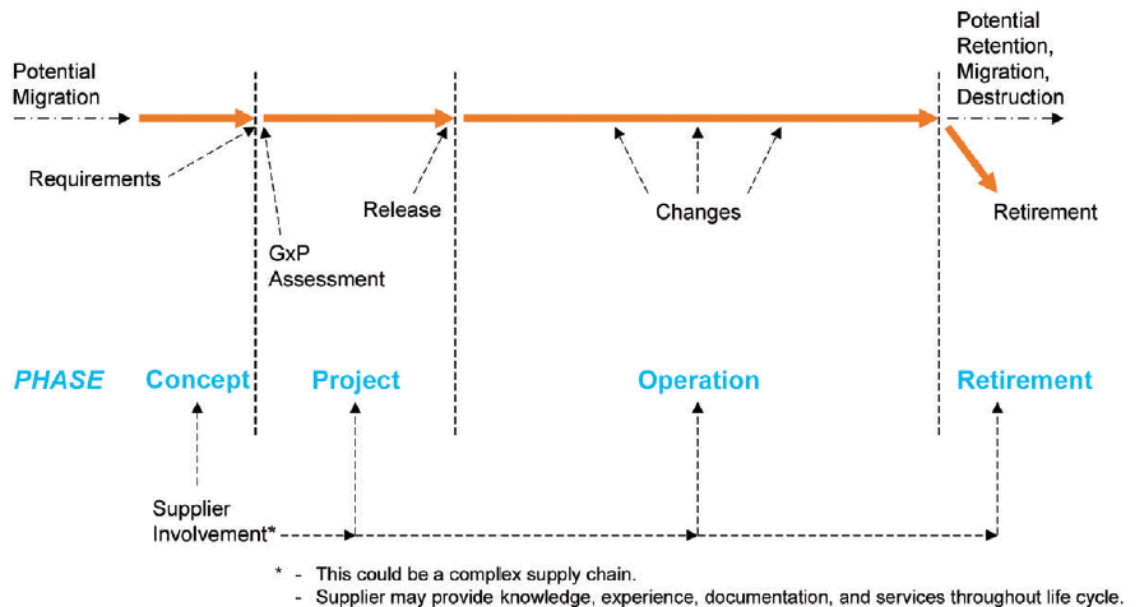 Potential
Retention,
Migration,
Destruction
Potential
Migration
Requirements
Release
Changes
Retirement
GxP
Assessment
PHASE Concept Project Operation Retirement
Supplier
Involvement*
* - This could be a complex supply chain.
- Supplier may provide knowledge, experience, documentation, and services throughout life cycle.